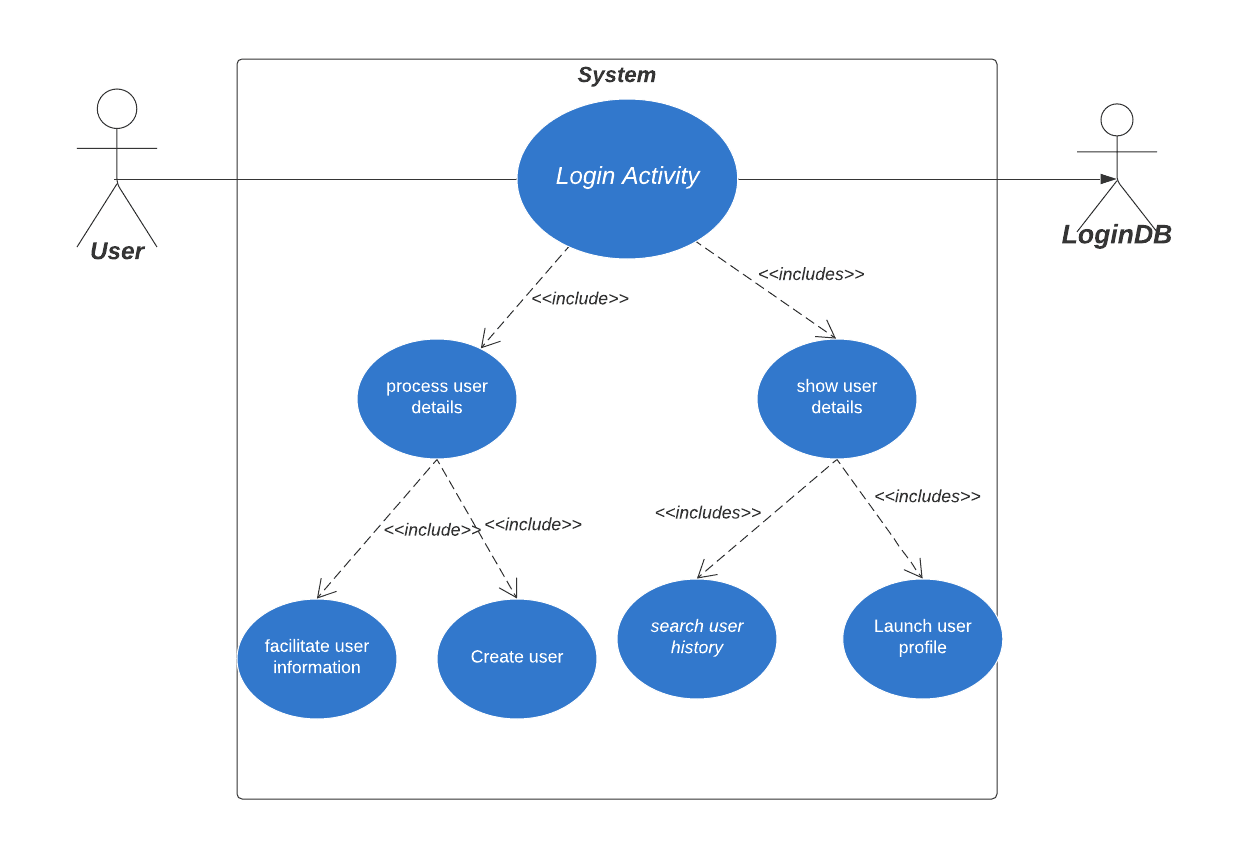 System
Login Activity
User
LoginDB
<<includes>>
<<include>>
process user
details
show user
details
<<includes>>
<<includes>>
<<include>>
<<include>>
facilitate user
information
Create user
search user
history
Launch user
profile